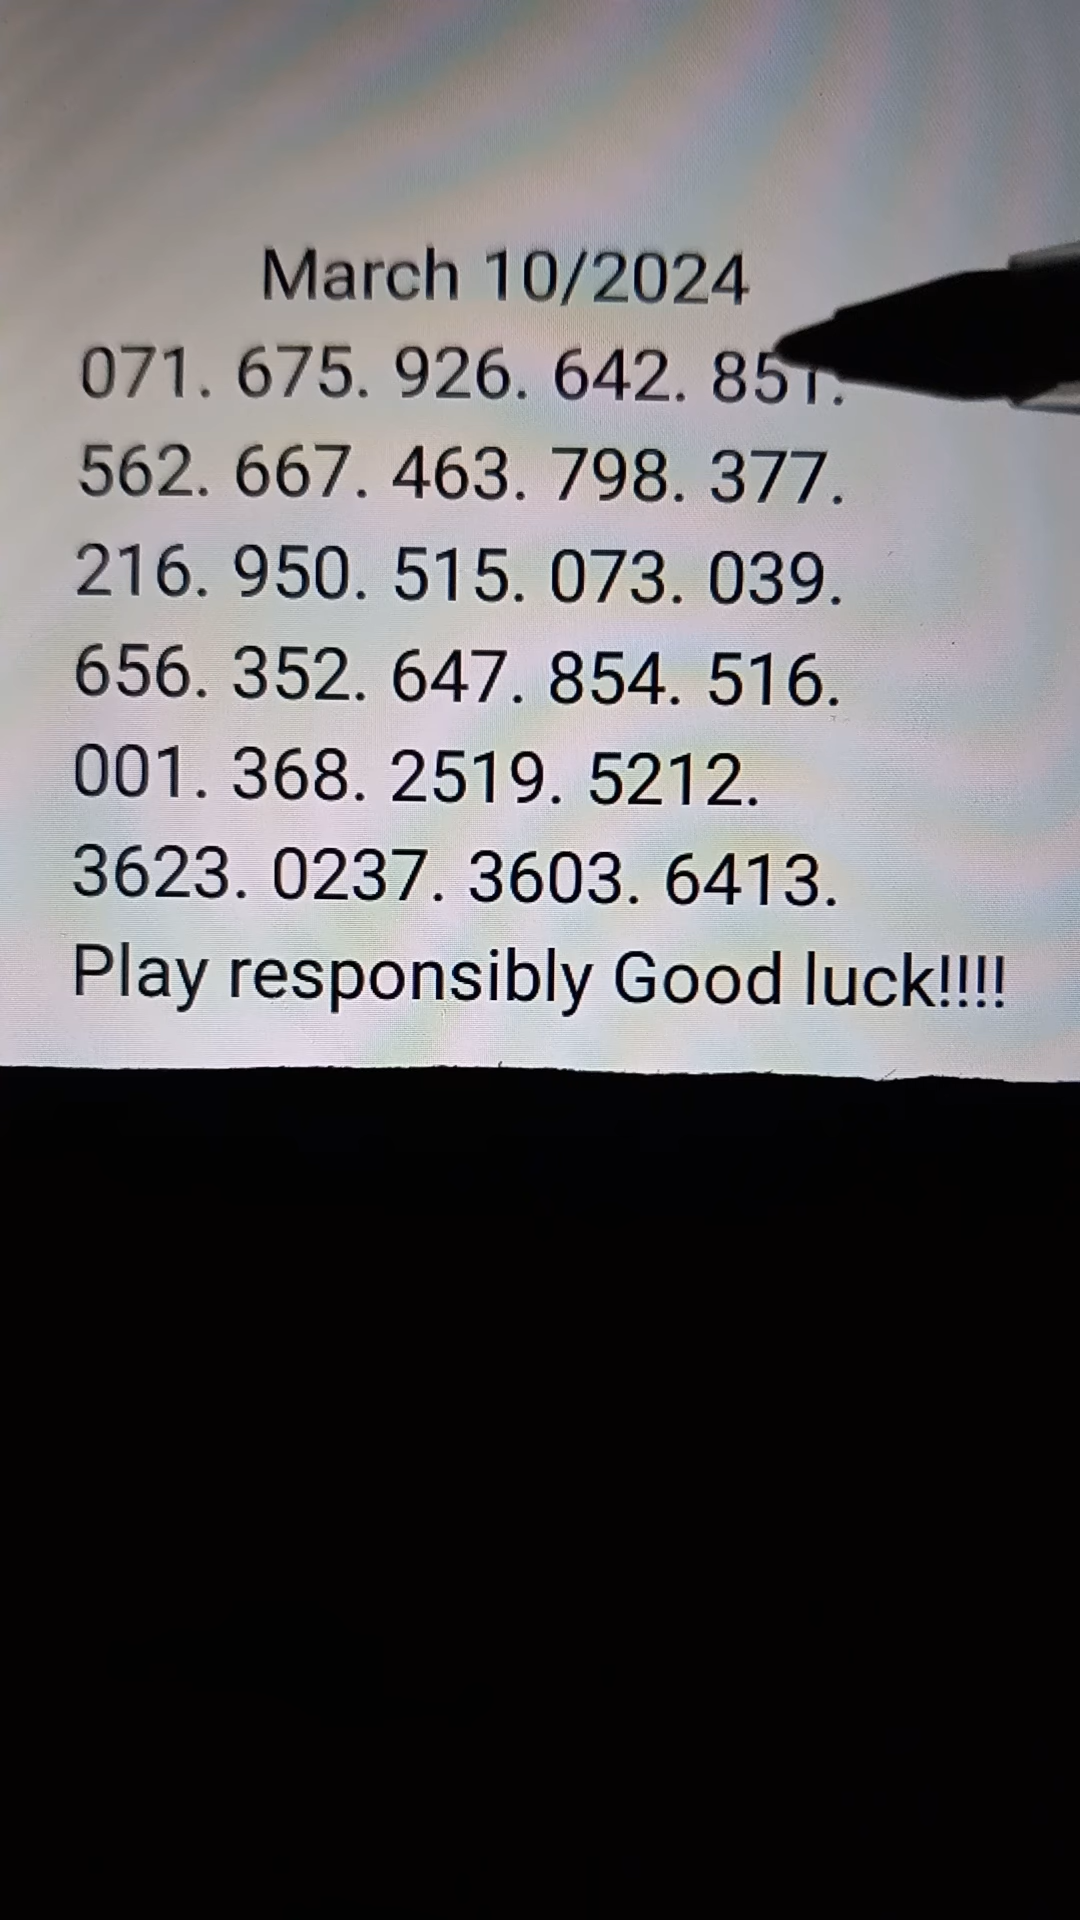 March 10/2024
071. 675. 926. 642. 851.
562. 667. 463. 798. 377.
216. 950. 515. 073. 039.
656. 352. 647. 854. 516.
001. 368. 2519. 5212.
3623. 0237. 3603. 6413.
Play responsibly Good luck!!!!